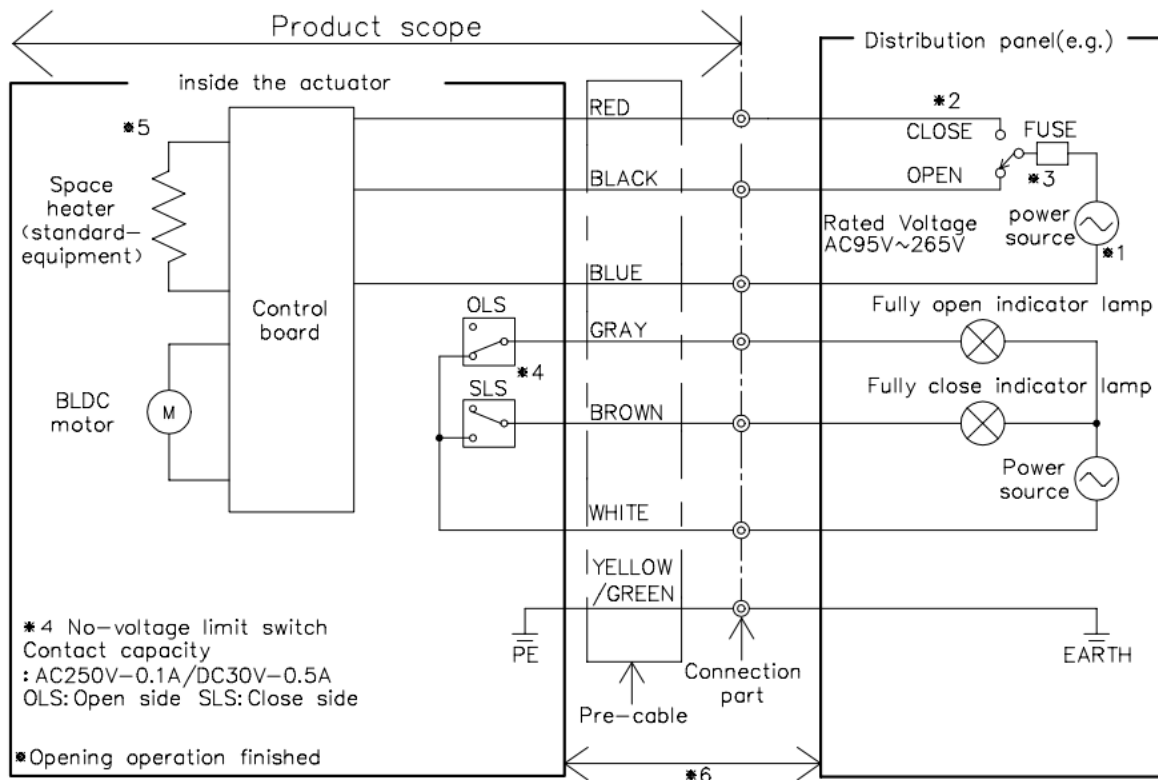 Product scope
Distribution panel(e.g.)
inside the actuator
RED
※2
※5
CLOSE
FUSE
BLACK
OPEN
※3
Space
heater
(standard-
equipment)
Rated Voltage
AC95V~265V
power
source
※1
BLUE
Control
board
OLS
GRAY
Fully open indicator lamp
※4
SLS
BROWN
Fully close indicator lamp
BLDC
motor
M
Power
source
WHITE
YELLOW
/GREEN
※4 No-voltage limit switch
Contact capacity
:AC250V-0.1A/DC30V-0.5A
OLS:Open side SLS:Close side
PE
Connection
part
EARTH
Pre-cable
※Opening operation finished
※6